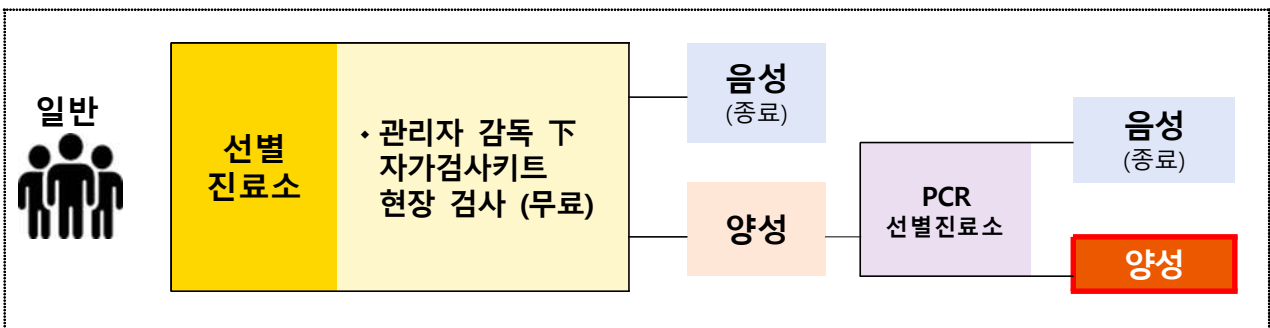 일반
선별
진료소
• 관리자 감독 下
자가검사키트
현장 검사 (무료)
음성
(종료)
양성
PCR
선별진료소
음성
(종료)
양성